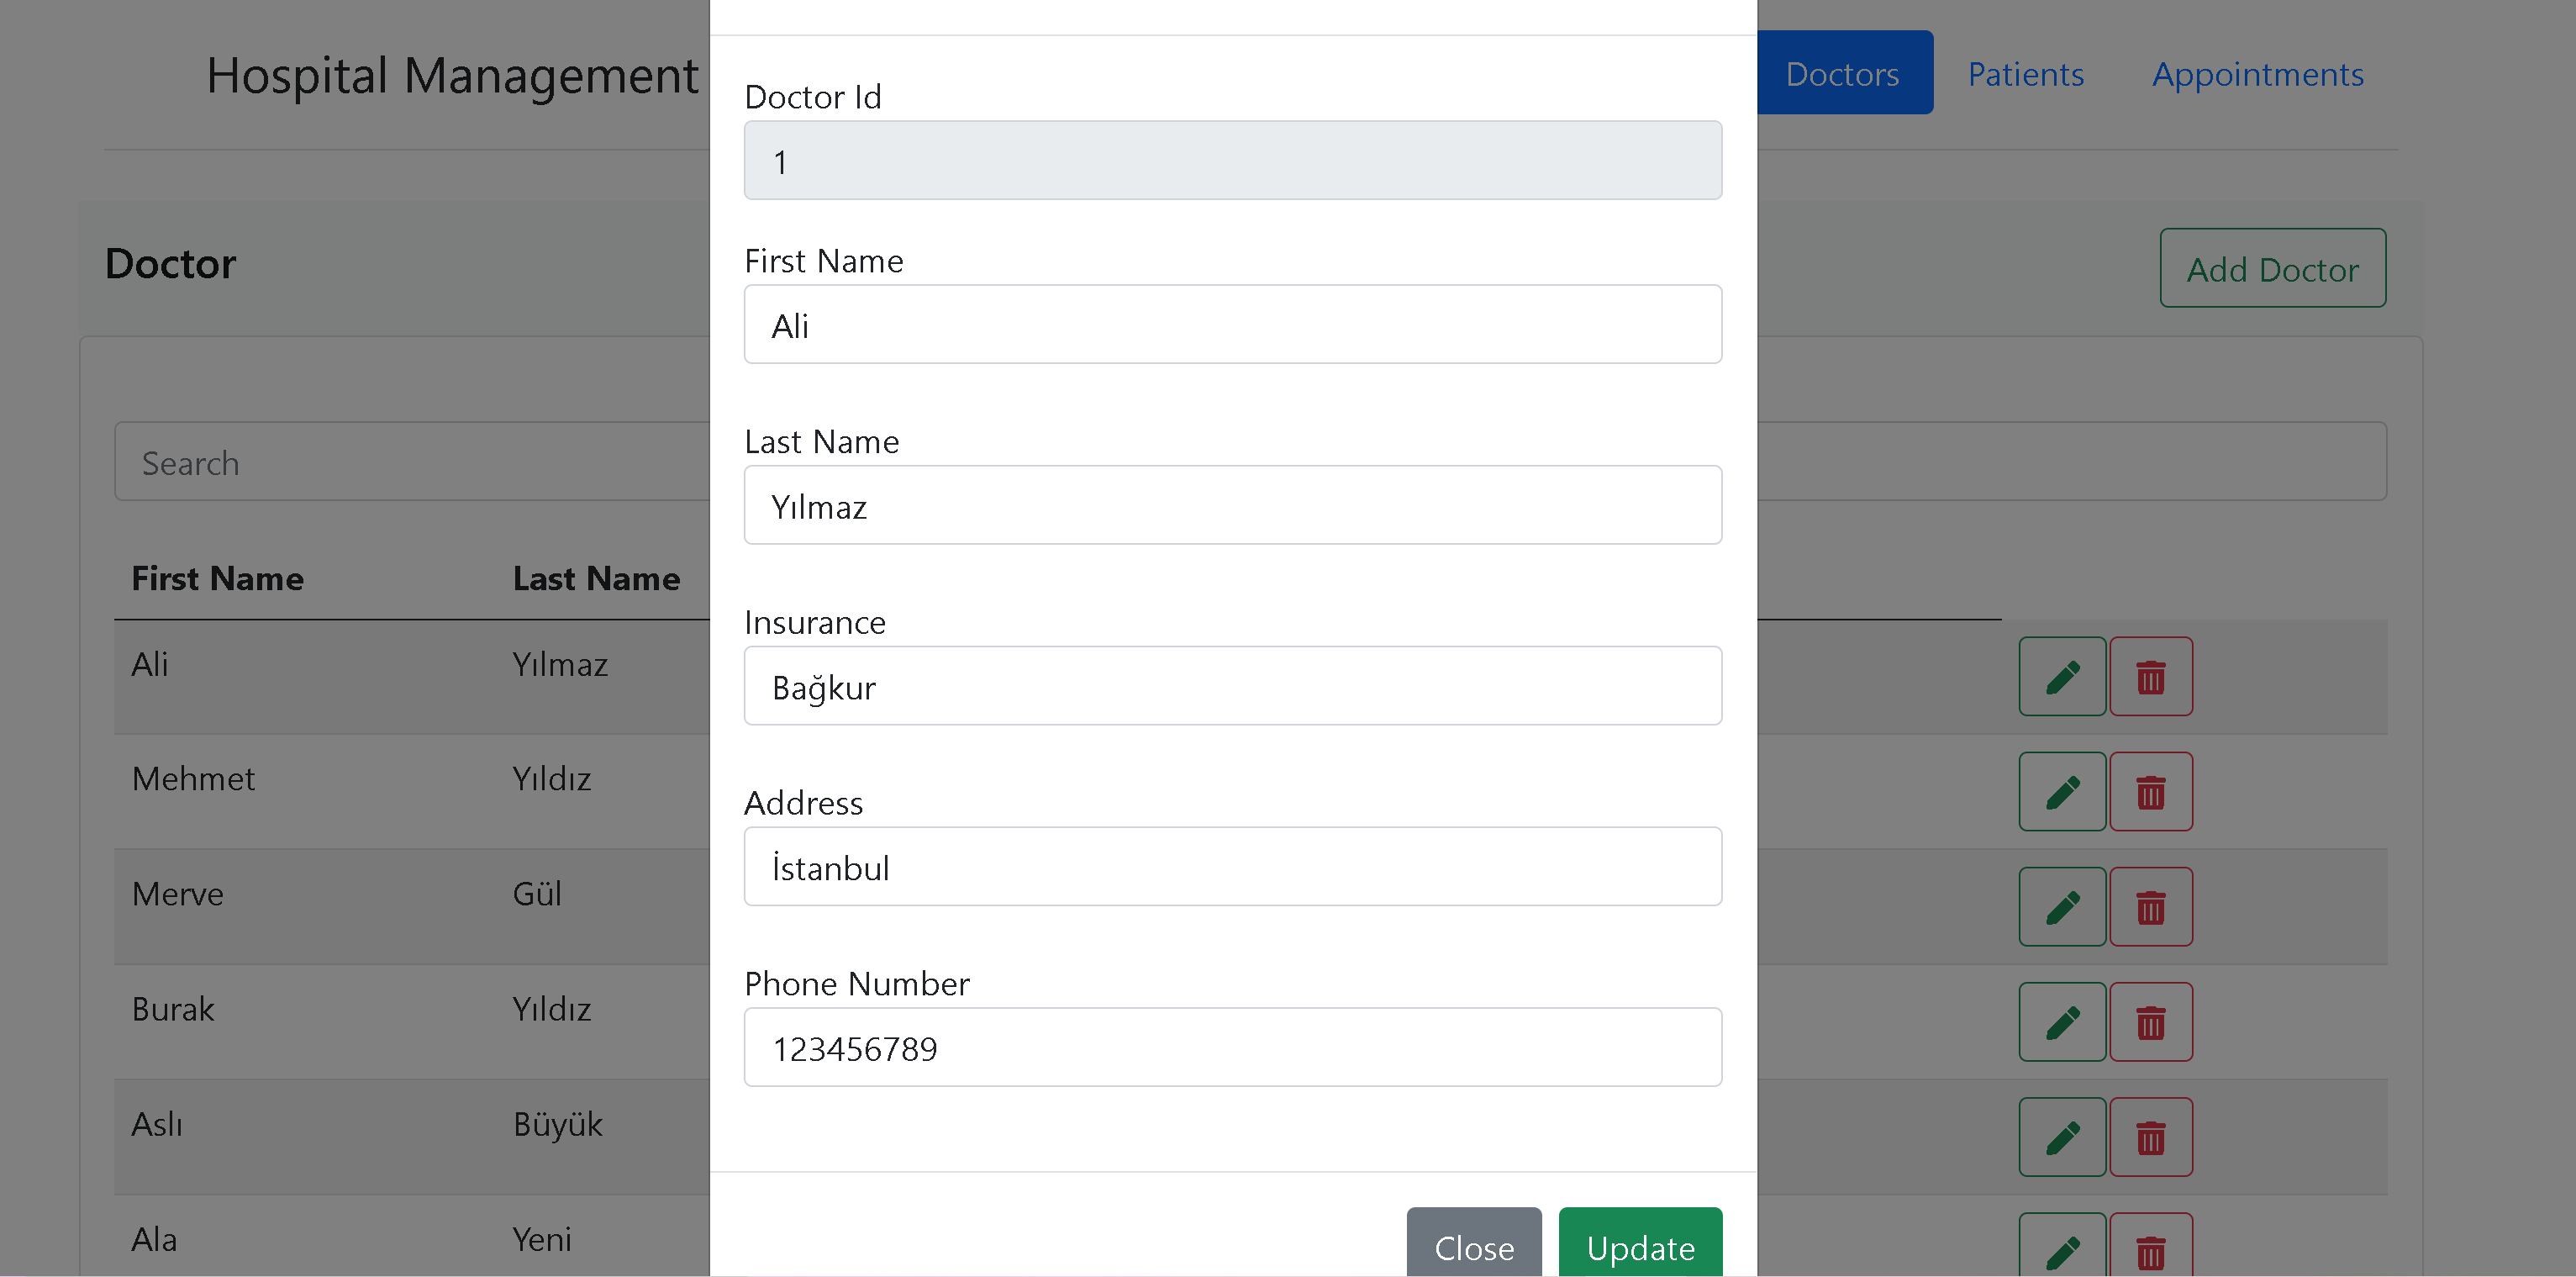 Hospital Management
Doctors
Patients
Appointments
Doctor
Add Doctor
Search
First Name
Last Name
Ali
Yılmaz
Mehmet
Yıldız
Merve
Gül
Burak
Yıldız
Aslı
Büyük
Ala
Yeni
Doctor Id
1
First Name
Ali
Last Name
Yılmaz
Insurance
Bağkur
Address
İstanbul
Phone Number
123456789
Close
Update